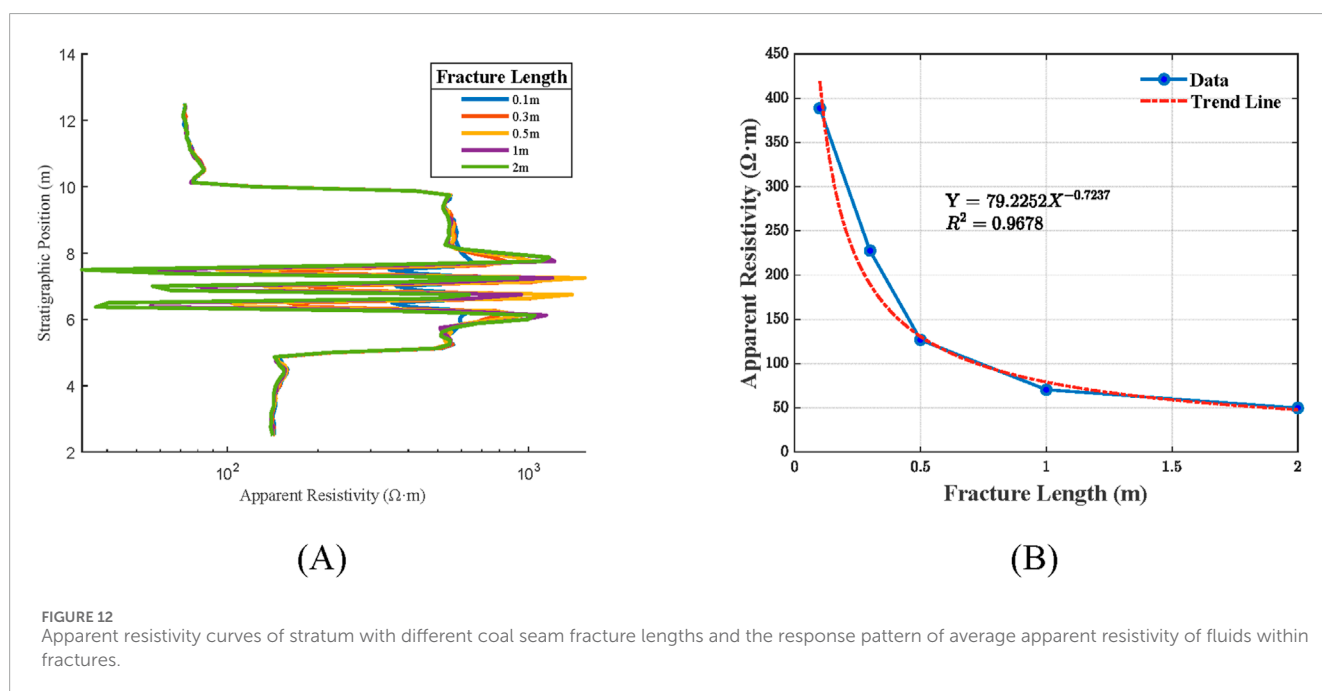 14
12
10
8
6
4
2
Stratigraphic Position (m)
Fracture Length
0.1m
0.3m
0.5m
1m
2m
10²
10³
Apparent Resistivity (Ω·m)
(A)
450
400
350
300
250
200
150
100
50
0
Apparent Resistivity (Ω·m)
Data
Trend Line
Y = 79.2252X⁻⁰·⁷²³⁷
R² = 0.9678
0
0.5
1
1.5
2
Fracture Length (m)
(B)
FIGURE 12
Apparent resistivity curves of stratum with different coal seam fracture lengths and the response pattern of average apparent resistivity of fluids within
fractures.